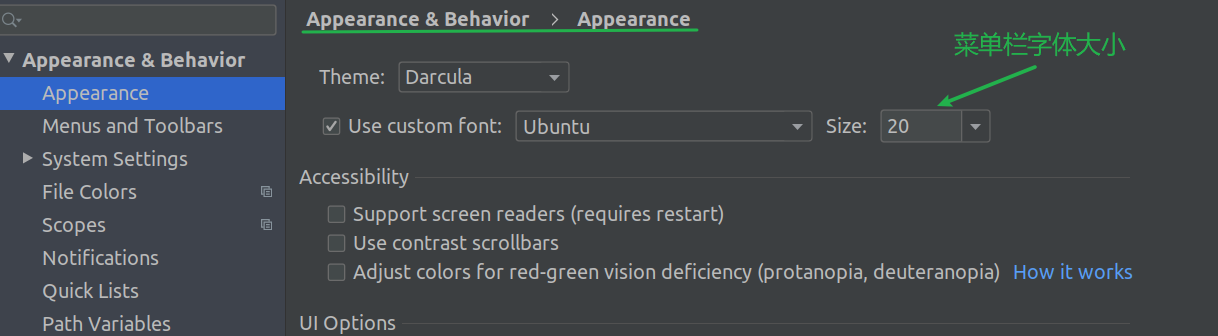 Appearance & Behavior > Appearance
菜单栏字体大小
Appearance & Behavior
Appearance
Menus and Toolbars
System Settings
File Colors
Scopes
Notifications
Quick Lists
Path Variables
Theme: Darcula
Use custom font: Ubuntu Size: 20
Accessibility
Support screen readers (requires restart)
Use contrast scrollbars
Adjust colors for red-green vision deficiency (protanopia, deuteranopia) How it works
UI Options